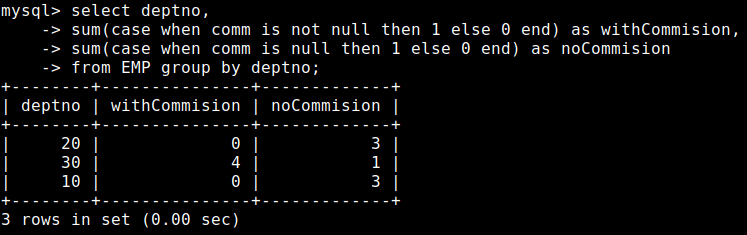 mysql> select deptno,
    -> sum(case when comm is not null then 1 else 0 end) as withCommision,
    -> sum(case when comm is null then 1 else 0 end) as noCommision
    -> from EMP group by deptno;
+--------+---------------+-------------+
| deptno | withCommision | noCommision |
+--------+---------------+-------------+
|     20 |             0 |           3 |
|     30 |             4 |           1 |
|     10 |             0 |           3 |
+--------+---------------+-------------+
3 rows in set (0.00 sec)